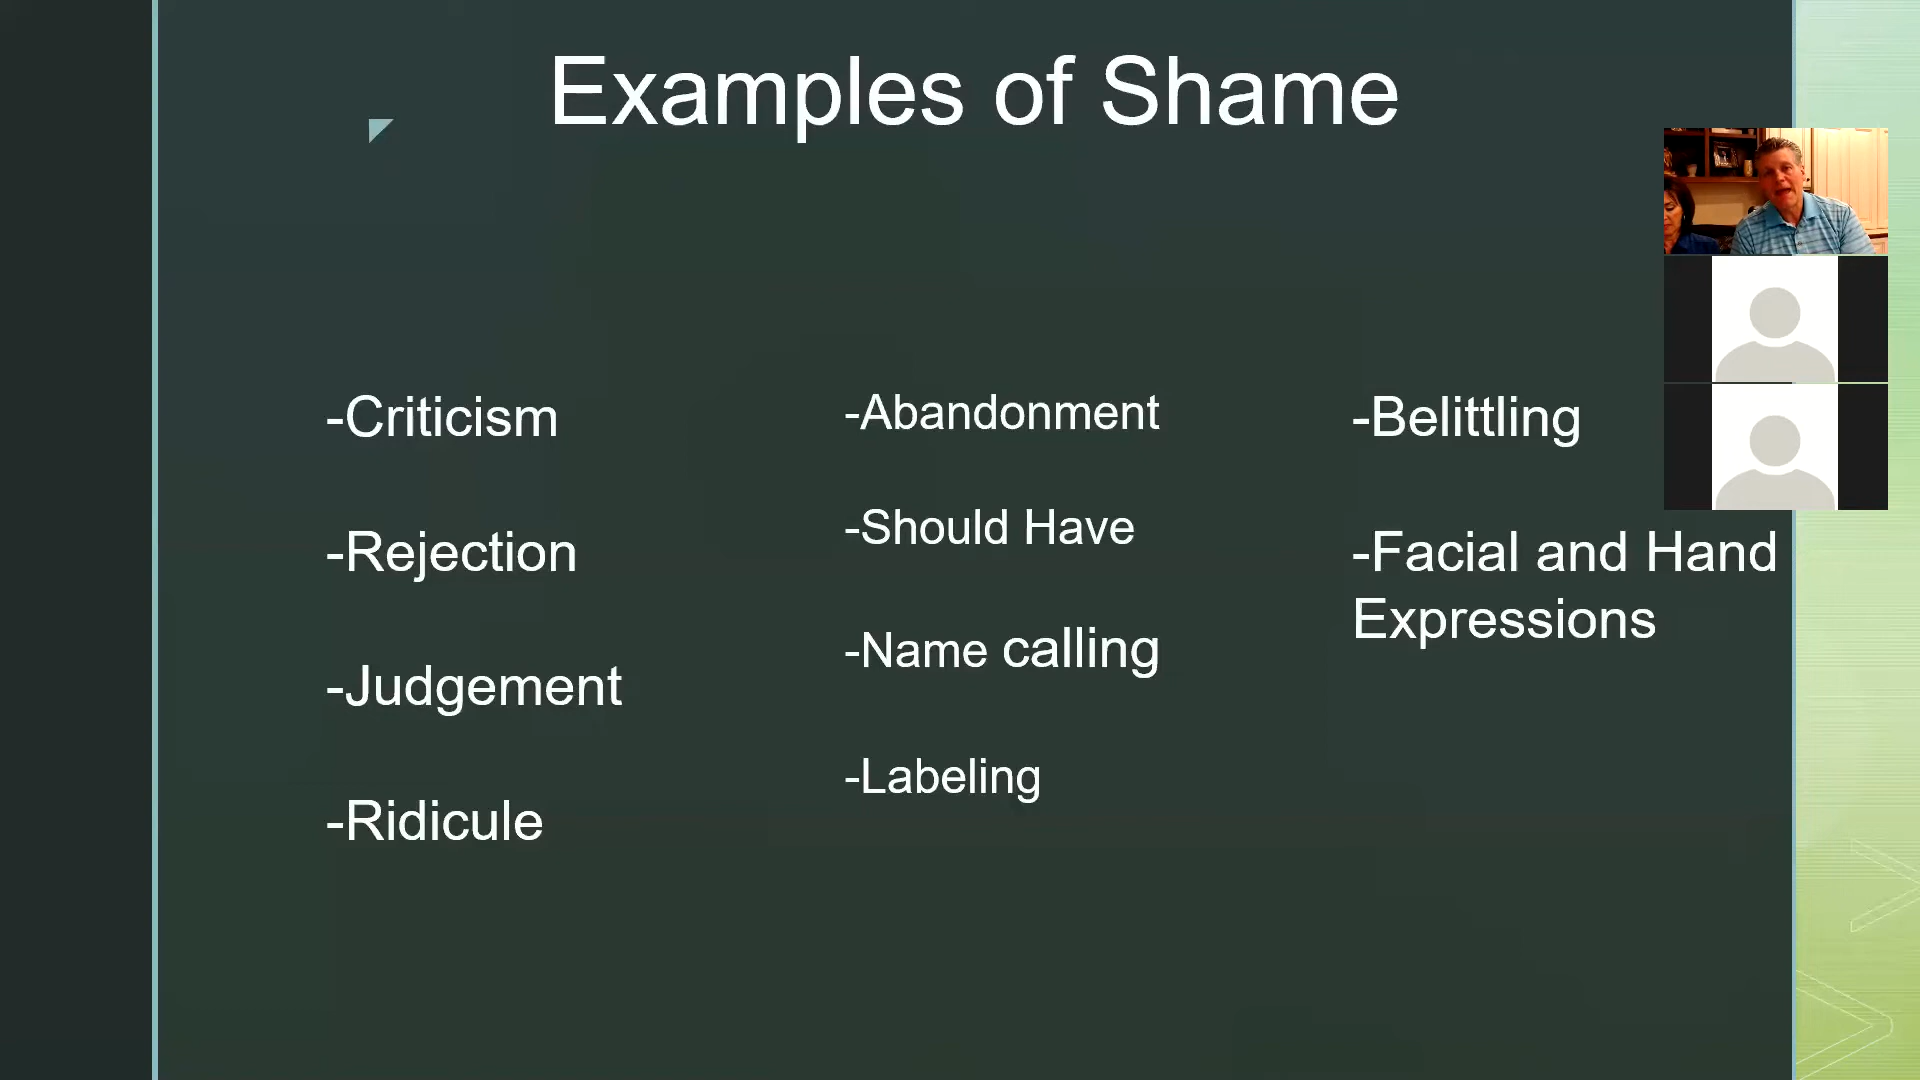 Examples of Shame
-Criticism
-Rejection
-Judgement
-Ridicule
-Abandonment
-Should Have
-Name calling
-Labeling
-Belittling
-Facial and Hand
Expressions